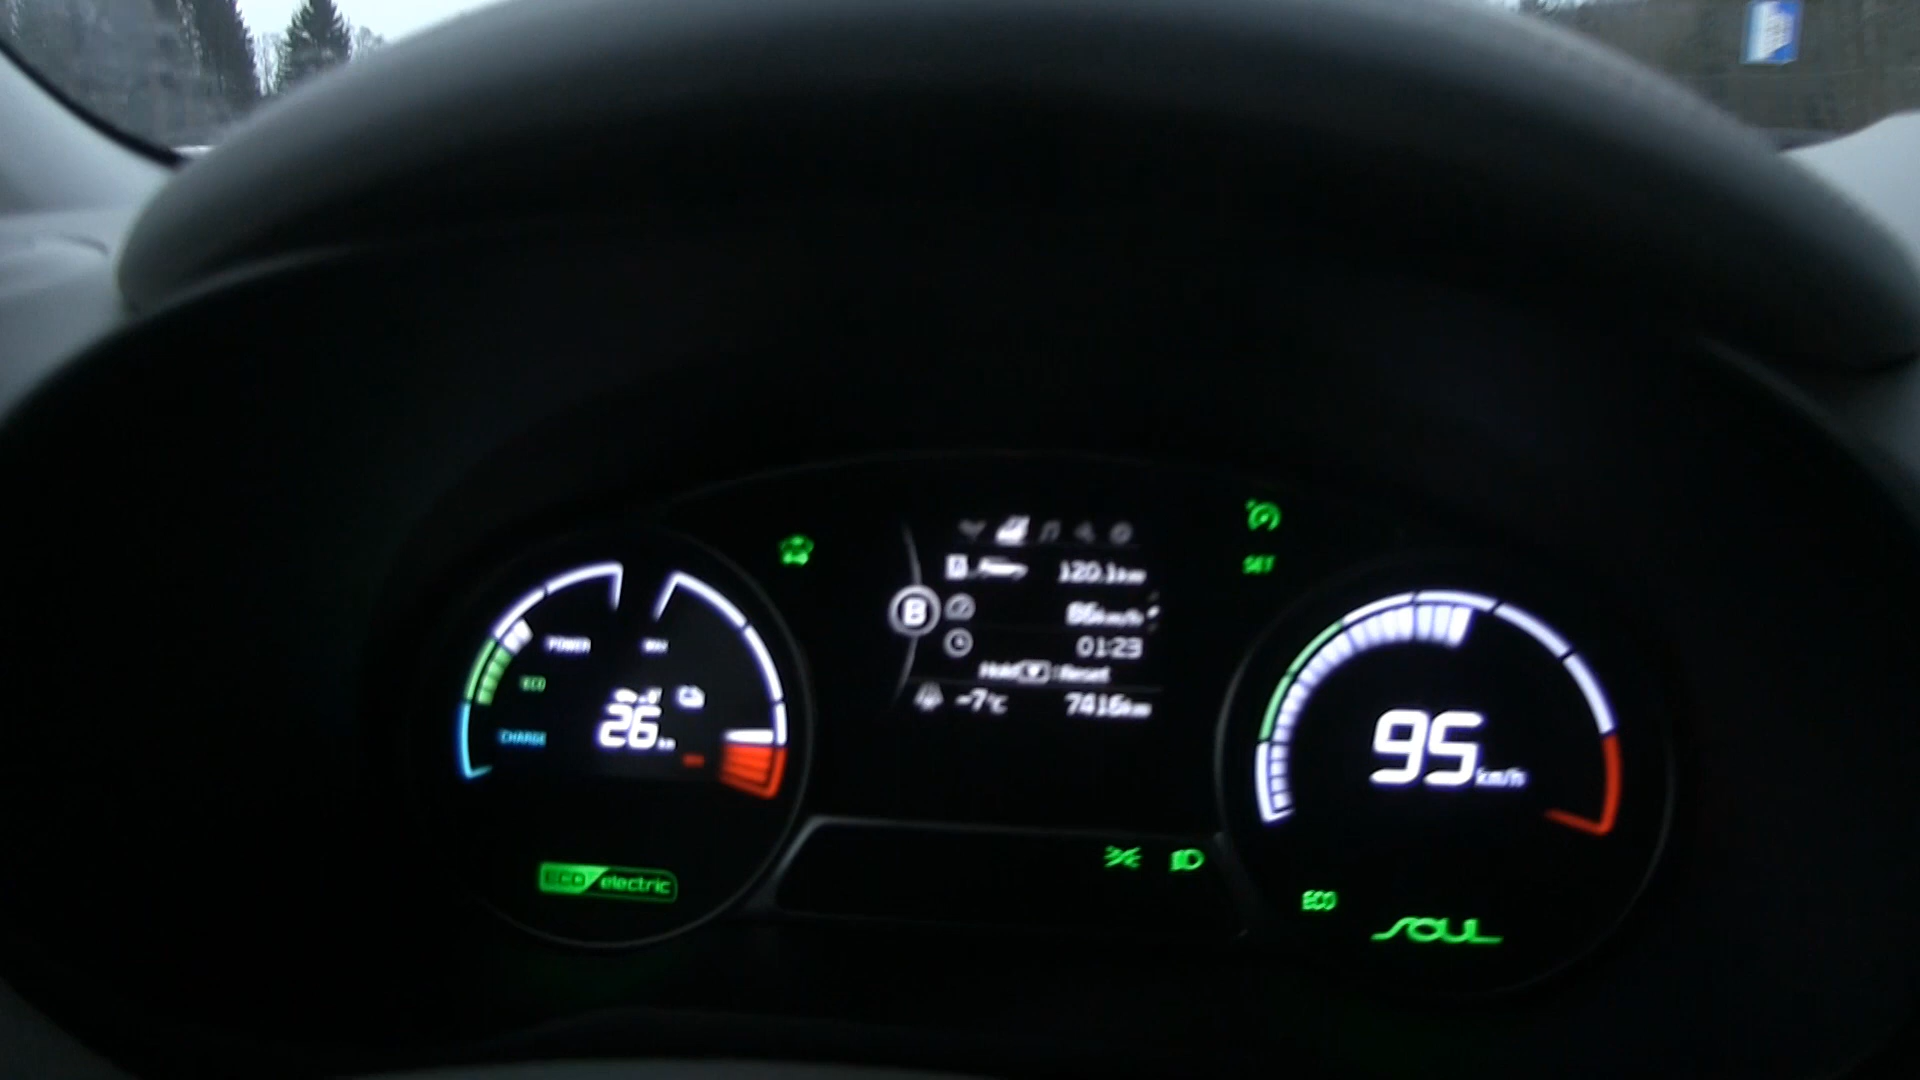 120.1km
B
86km/h
01:23
Hold : Reset
-7°C 7416km
SET
POWER
ECO
CHARGE
26 km
ECO electric
95 km/h
ECO
SOUL